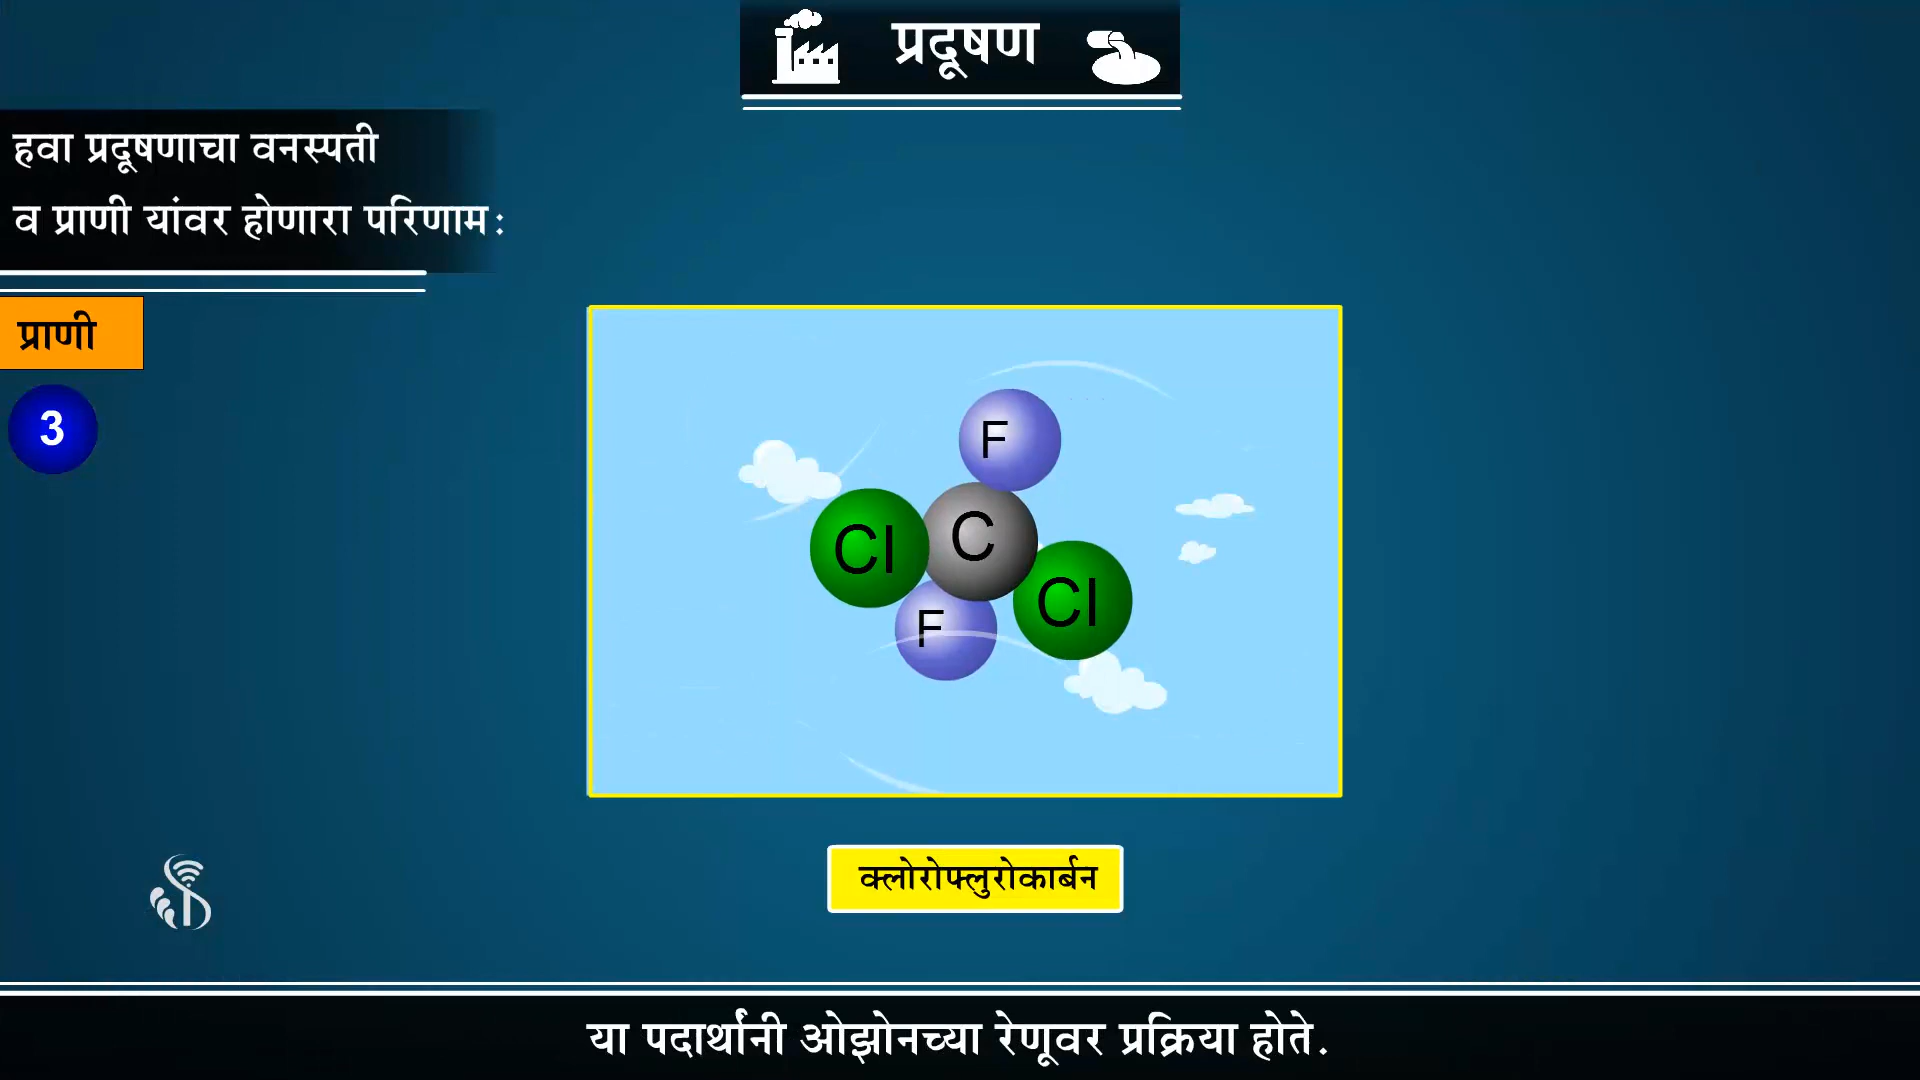 प्रदूषण
हवा प्रदूषणाचा वनस्पती
व प्राणी यांवर होणारा परिणाम:
प्राणी
3
F
Cl
C
Cl
F
क्लोरोफ्लुरोकार्बन
या पदार्थांनी ओझोनच्या रेणूवर प्रक्रिया होते.